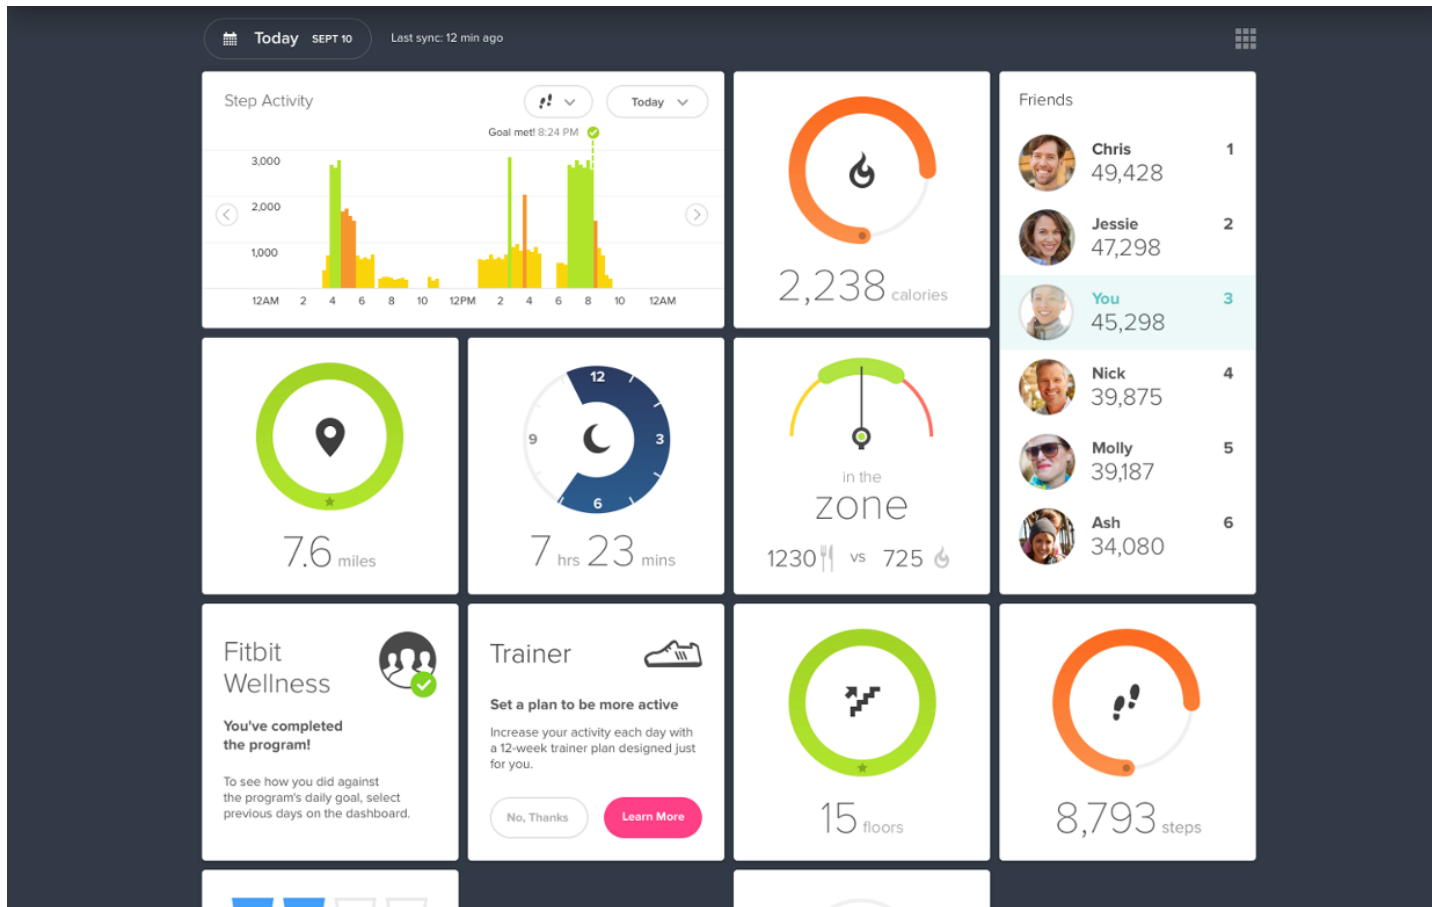 Today SEPT 10
Last sync: 12 min ago
Step Activity
Today
Goal met! 8:24 PM
3,000
2,000
1,000
12AM 2 4 6 8 10 12PM 2 4 6 8 10 12AM
2,238 calories
Friends
Chris 1
49,428
Jessie 2
47,298
You 3
45,298
Nick 4
39,875
Molly 5
39,187
Ash 6
34,080
7.6 miles
12
3
6
9
7 hrs 23 mins
in the
zone
1230 vs 725
Fitbit
Wellness
You've completed
the program!
To see how you did against
the program's daily goal, select
previous days on the dashboard.
Trainer
Set a plan to be more active
Increase your activity each day with
a 12-week trainer plan designed just
for you.
No, Thanks
Learn More
15 floors
8,793 steps